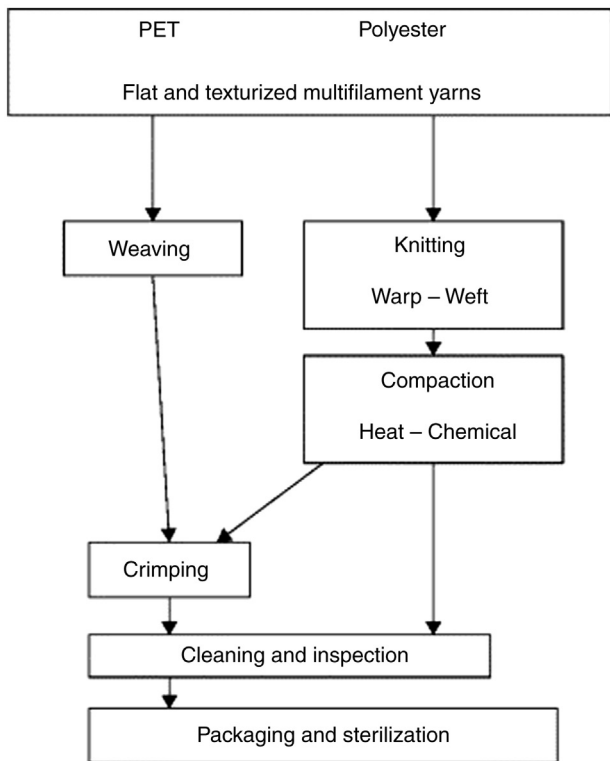 PET Polyester
Flat and texturized multifilament yarns
Weaving
Knitting
Warp – Weft
Compaction
Heat – Chemical
Crimping
Cleaning and inspection
Packaging and sterilization